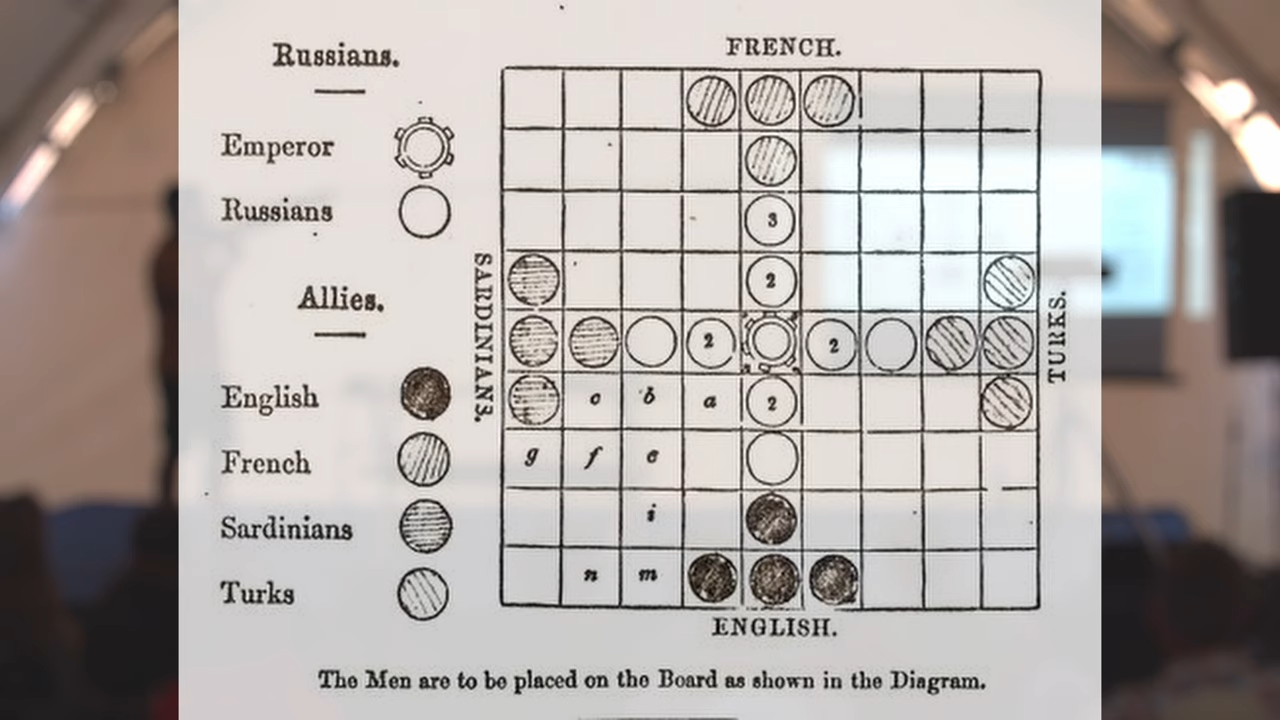 Russians.
Emperor
Russians
Allies.
English
French
Sardinians
Turks
FRENCH.
SARDINIANS.
TURKS.
3
2
2 2
c b a 2
g f e
i
n m
ENGLISH.
The Men are to be placed on the Board as shown in the Diagram.